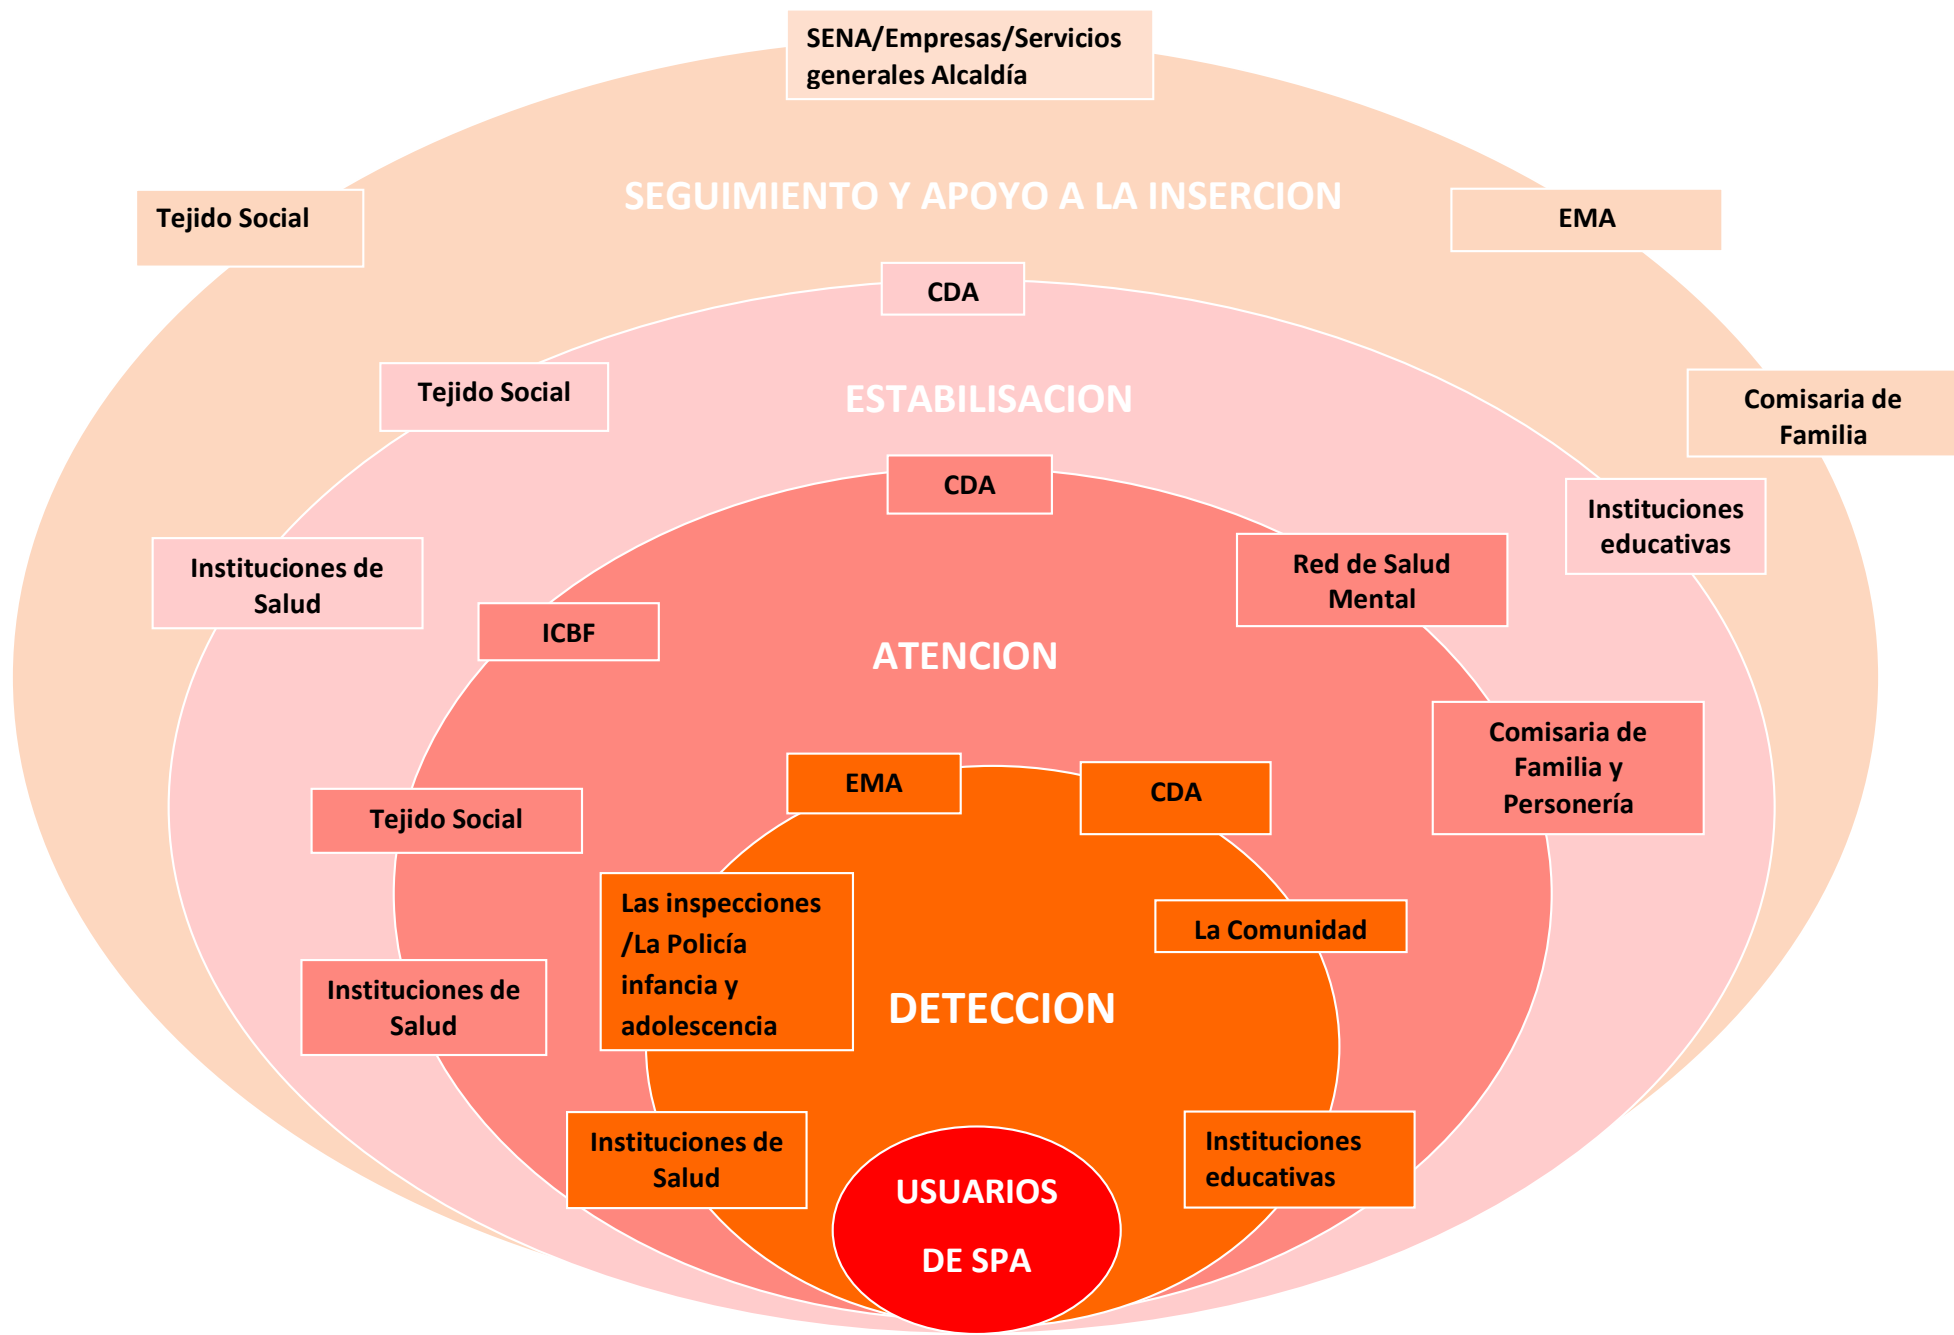 SENA/Empresas/Servicios
generales Alcaldía
SEGUIMIENTO Y APOYO A LA INSERCION
Tejido Social
EMA
CDA
Tejido Social
ESTABILISACION
Comisaria de
Familia
CDA
Instituciones
educativas
Instituciones de
Salud
Red de Salud
Mental
ICBF
ATENCION
Comisaria de
Familia y
Personería
EMA
CDA
Tejido Social
Las inspecciones
/La Policía
infancia y
adolescencia
La Comunidad
Instituciones de
Salud
DETECCION
Instituciones de
Salud
Instituciones
educativas
USUARIOS
DE SPA